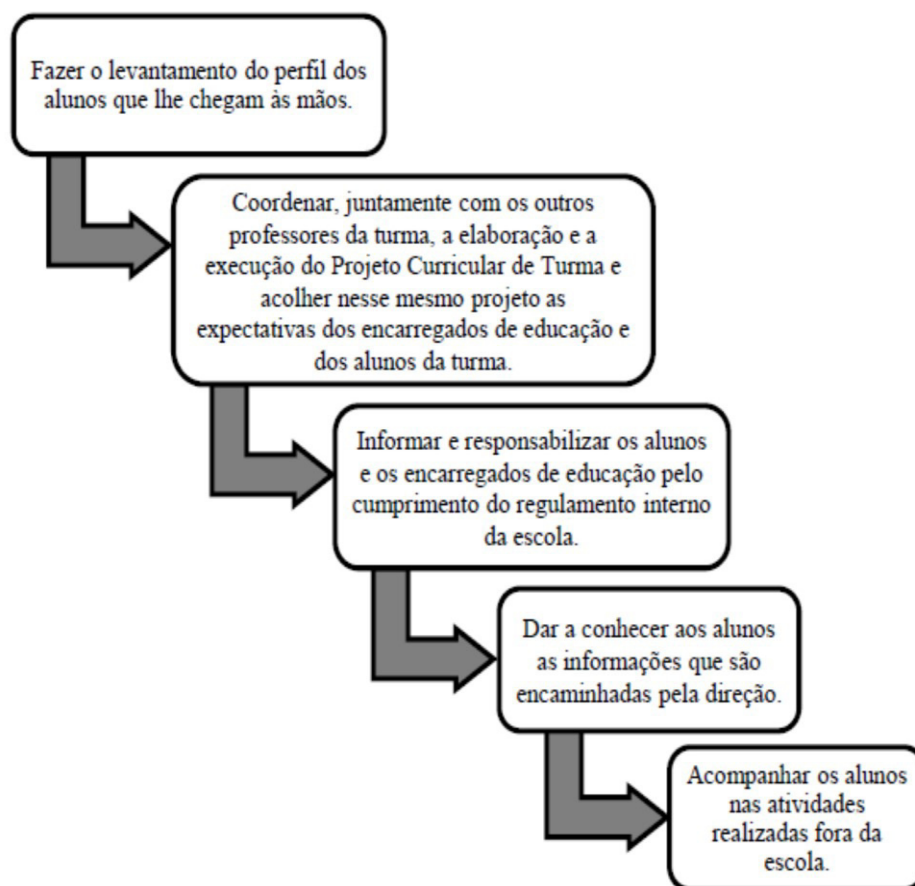 Fazer o levantamento do perfil dos
alunos que lhe chegam às mãos.
Coordenar, juntamente com os outros
professores da turma, a elaboração e a
execução do Projeto Curricular de Turma e
acolher nesse mesmo projeto as
expectativas dos encarregados de educação e
dos alunos da turma.
Informar e responsabilizar os alunos
e os encarregados de educação pelo
cumprimento do regulamento interno
da escola.
Dar a conhecer aos alunos
as informações que são
encaminhadas pela direção.
Acompanhar os alunos
nas atividades
realizadas fora da
escola.